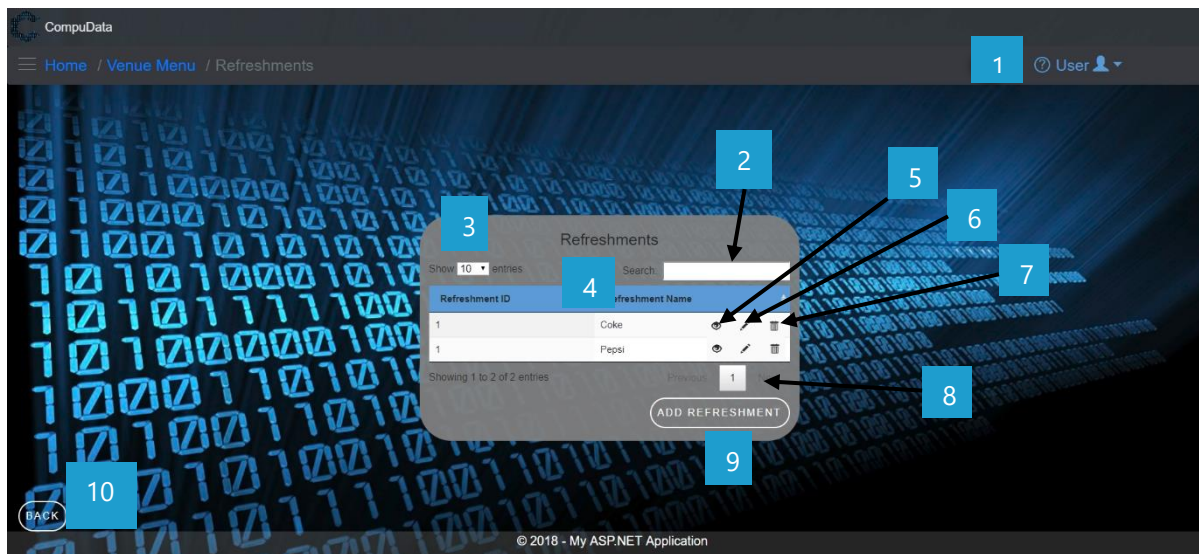 CompuData
Home / Venue Menu / Refreshments
1
User
2
5
3
6
Refreshments
7
Show 10 entries
4
Search:
Refreshment ID
Refreshment Name
1 Coke
1 Pepsi
Showing 1 to 2 of 2 entries
Previous 1
8
ADD REFRESHMENT
9
10
BACK
© 2018 - My ASP.NET Application